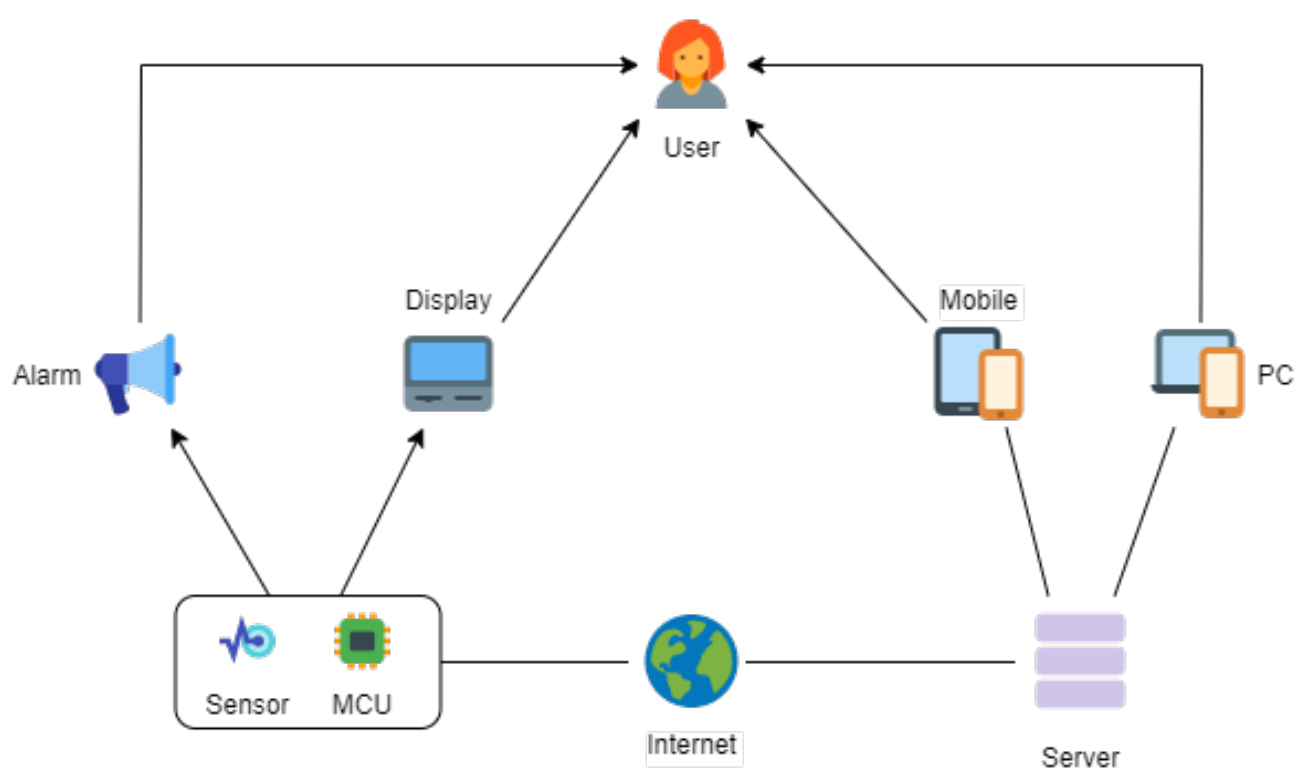 User
Display
Mobile
Alarm
PC
Sensor
MCU
Internet
Server